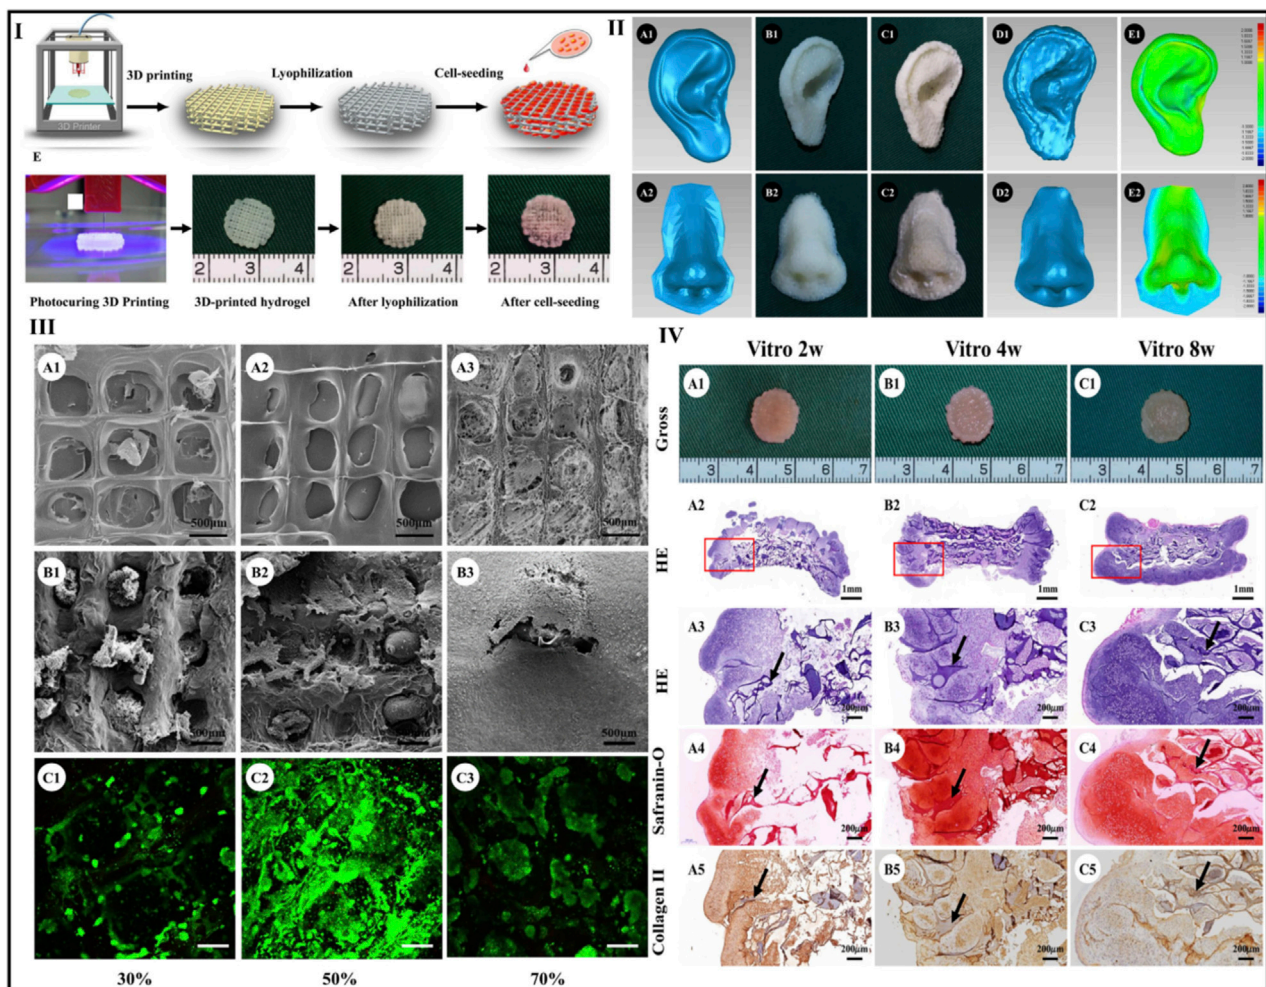 I
3D printing
Lyophilization
Cell-seeding
3D Printer
E
2 3 4
2 3 4
2 3 4
Photocuring 3D Printing
3D-printed hydrogel
After lyophilization
After cell-seeding
II
A1
B1
C1
D1
E1
A2
B2
C2
D2
E2
III
A1
A2
A3
500μm
500μm
500μm
B1
B2
B3
500μm
500μm
500μm
C1
C2
C3
30%
50%
70%
IV
Vitro 2w
Vitro 4w
Vitro 8w
Gross
A1
B1
C1
3 4 5 6 7
3 4 5 6 7
3 4 5 6 7
HE
A2
B2
C2
1mm
1mm
1mm
HE
A3
B3
C3
200μm
200μm
200μm
Safranin-O
A4
B4
C4
200μm
200μm
200μm
Collagen II
A5
B5
C5
200μm
200μm
200μm